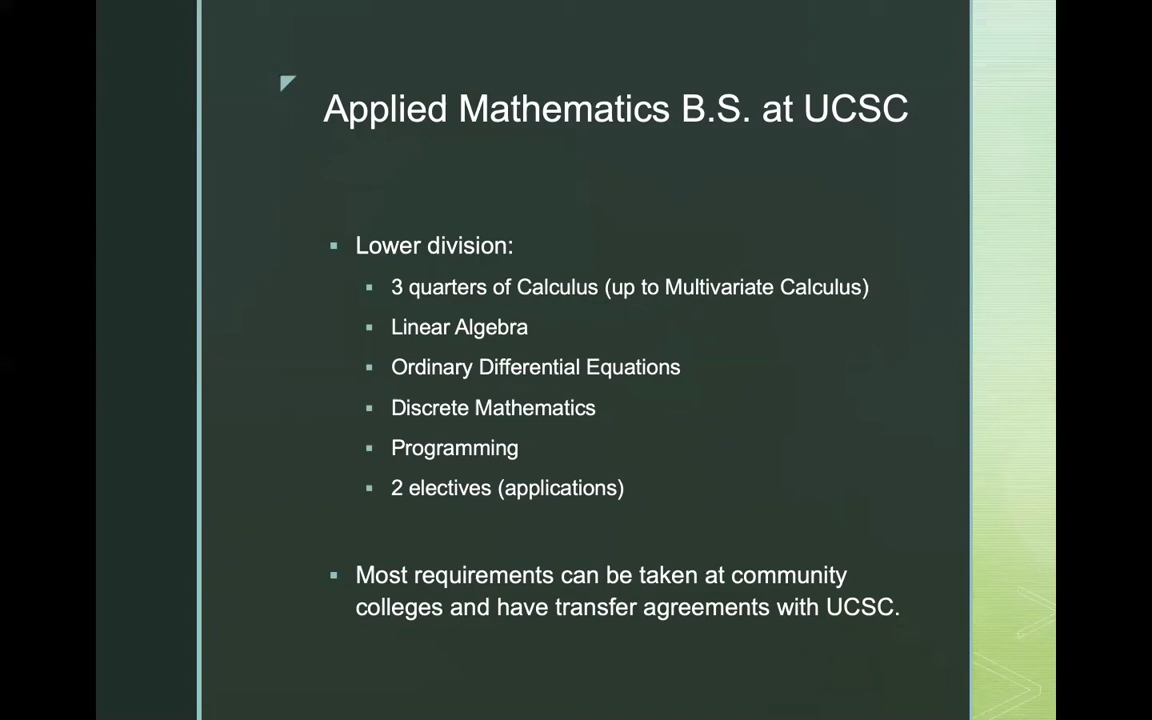 Applied Mathematics B.S. at UCSC
Lower division:
3 quarters of Calculus (up to Multivariate Calculus)
Linear Algebra
Ordinary Differential Equations
Discrete Mathematics
Programming
2 electives (applications)
Most requirements can be taken at community
colleges and have transfer agreements with UCSC.